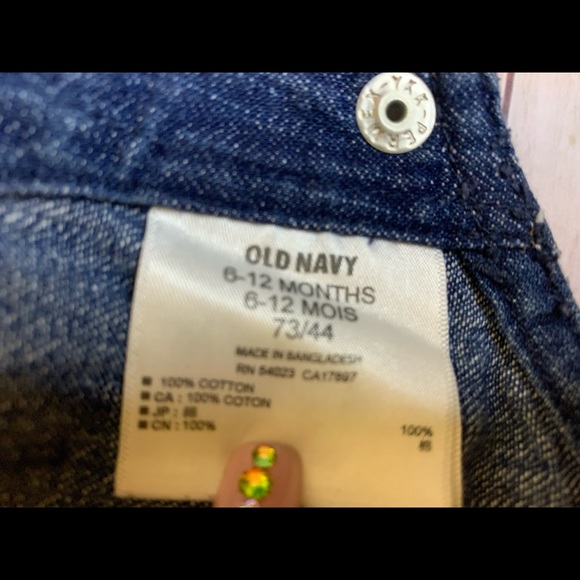 OLD NAVY
6-12 MONTHS
6-12 MOIS
73/44
MADE IN BANGLADESH
RN 54023 CA17897
■ 100% COTTON
■ CA : 100% COTON
■ JP : 綿
■ CN : 100%
100%
棉